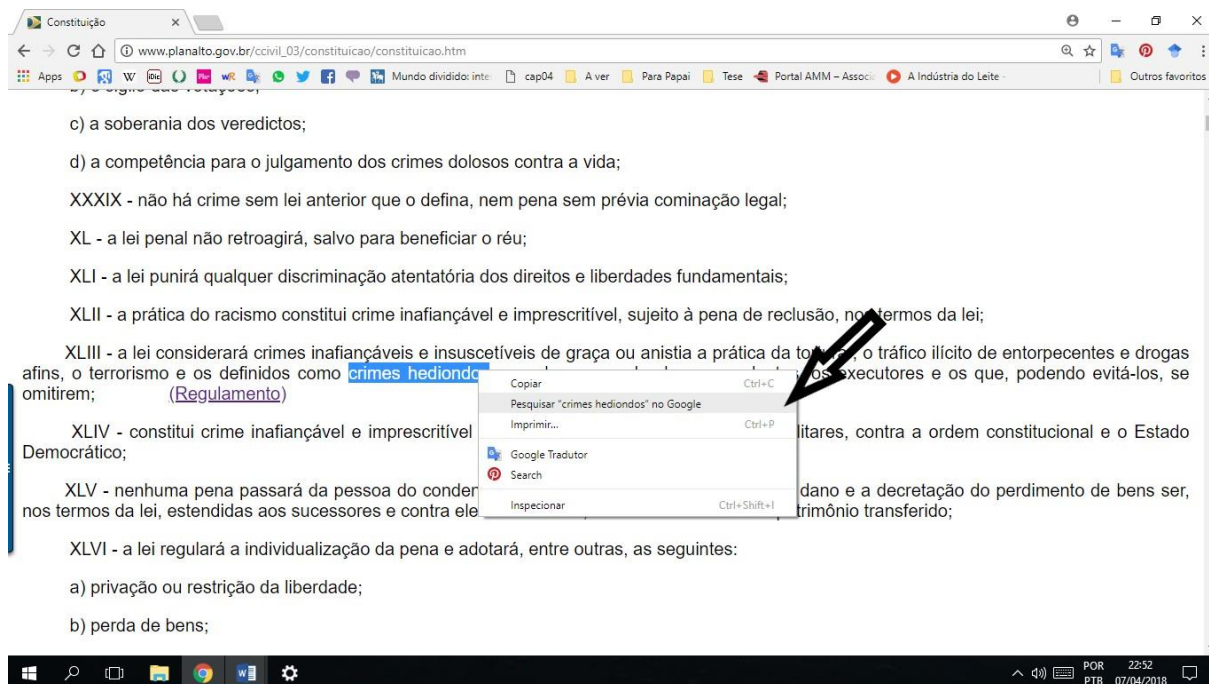 Constituição
www.planalto.gov.br/ccivil_03/constituicao/constituicao.htm
Apps W iDic wR Mundo dividido: inte cap04 A ver Para Papai Tese Portal AMM – Associ A Indústria do Leite - Outros favoritos
c) a soberania dos veredictos;
d) a competência para o julgamento dos crimes dolosos contra a vida;
XXXIX - não há crime sem lei anterior que o defina, nem pena sem prévia cominação legal;
XL - a lei penal não retroagirá, salvo para beneficiar o réu;
XLI - a lei punirá qualquer discriminação atentatória dos direitos e liberdades fundamentais;
XLII - a prática do racismo constitui crime inafiançável e imprescritível, sujeito à pena de reclusão, nos termos da lei;
XLIII - a lei considerará crimes inafiançáveis e insuscetíveis de graça ou anistia a prática da tortura, o tráfico ilícito de entorpecentes e drogas
afins, o terrorismo e os definidos como crimes hediondo os executores e os que, podendo evitá-los, se
omitirem; (Regulamento)
Copiar Ctrl+C
Pesquisar "crimes hediondos" no Google
Imprimir... Ctrl+P
Google Tradutor
Search
Inspecionar Ctrl+Shift+I
XLIV - constitui crime inafiançável e imprescritível litares, contra a ordem constitucional e o Estado
Democrático;
XLV - nenhuma pena passará da pessoa do conden dano e a decretação do perdimento de bens ser,
nos termos da lei, estendidas aos sucessores e contra ele trimônio transferido;
XLVI - a lei regulará a individualização da pena e adotará, entre outras, as seguintes:
a) privação ou restrição da liberdade;
b) perda de bens;
POR 22:52
PTB 07/04/2018